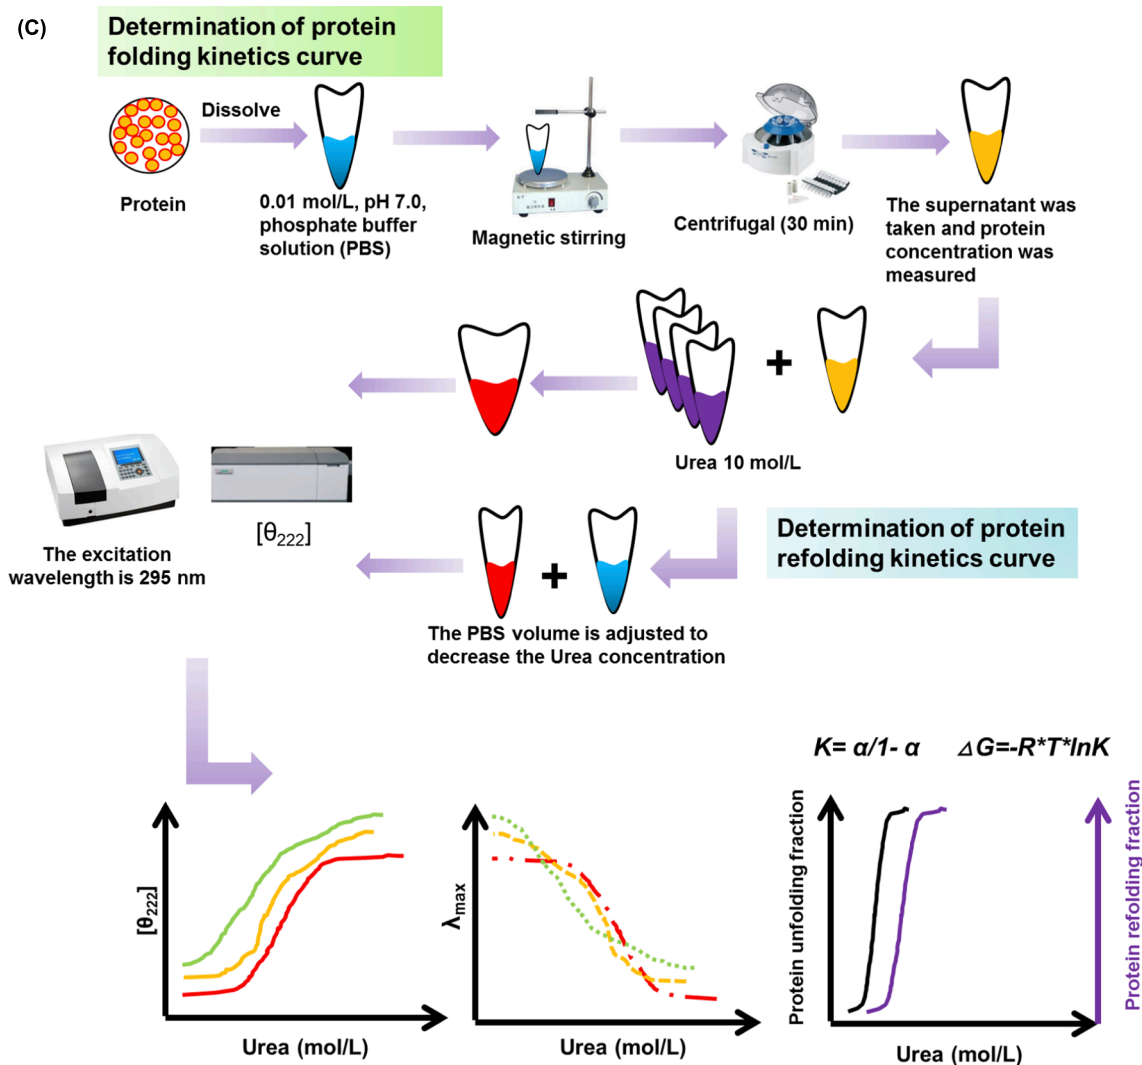 (C)
Determination of protein
folding kinetics curve
Dissolve
Protein
0.01 mol/L, pH 7.0,
phosphate buffer
solution (PBS)
Magnetic stirring
Centrifugal (30 min)
The supernatant was
taken and protein
concentration was
measured
+
Urea 10 mol/L
The excitation
wavelength is 295 nm
[θ222]
+
The PBS volume is adjusted to
decrease the Urea concentration
Determination of protein
refolding kinetics curve
K= α/1- α
△G=-R*T*lnK
[θ222]
Urea (mol/L)
λmax
Urea (mol/L)
Protein unfolding fraction
Urea (mol/L)
Protein refolding fraction